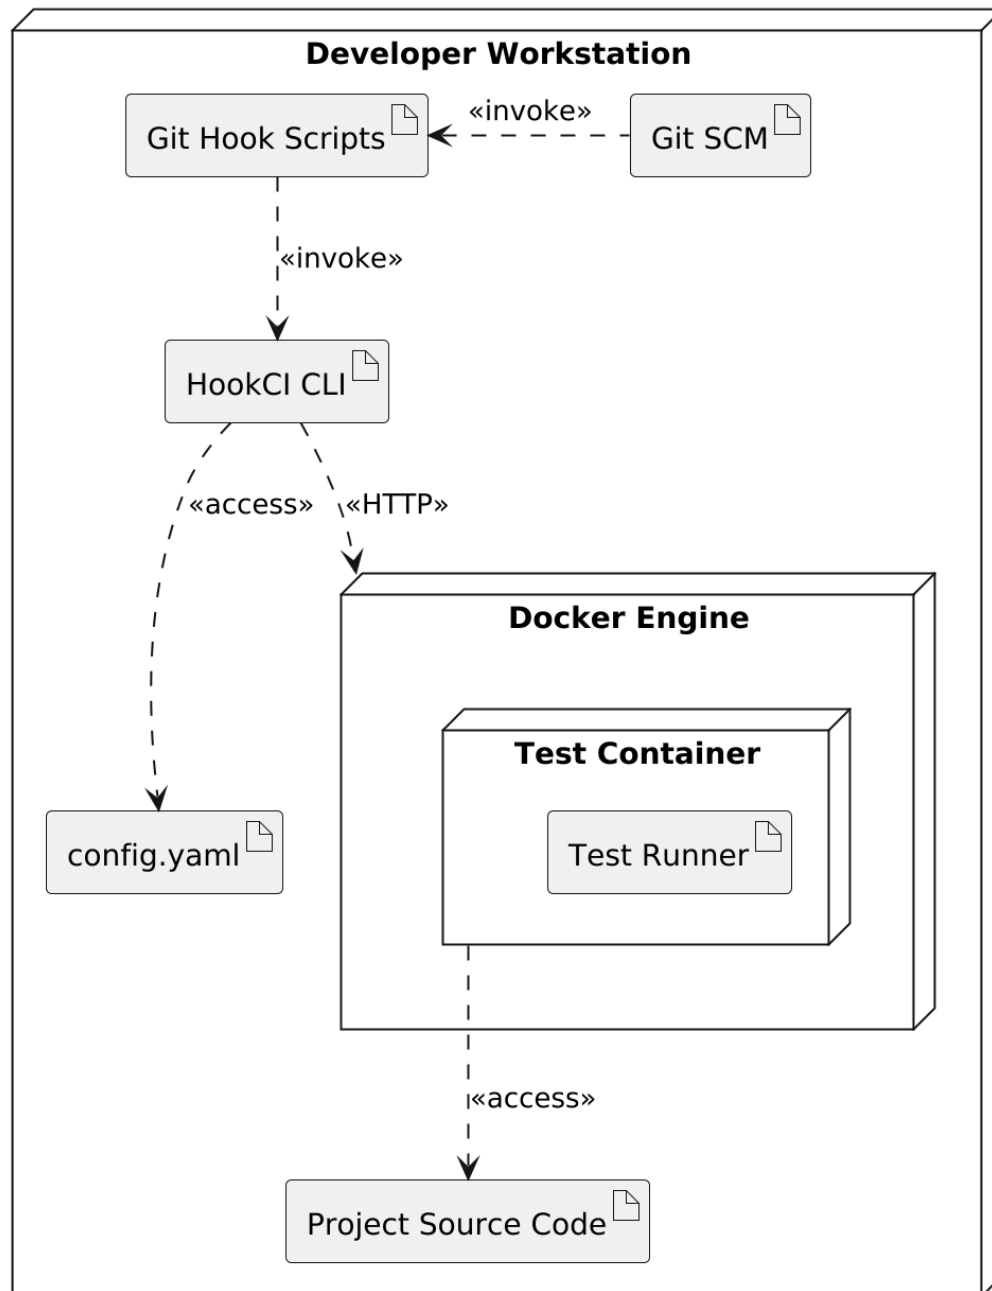 Developer Workstation
Git Hook Scripts
«invoke»
Git SCM
«invoke»
HookCI CLI
«access»
«HTTP»
Docker Engine
Test Container
config.yaml
Test Runner
«access»
Project Source Code